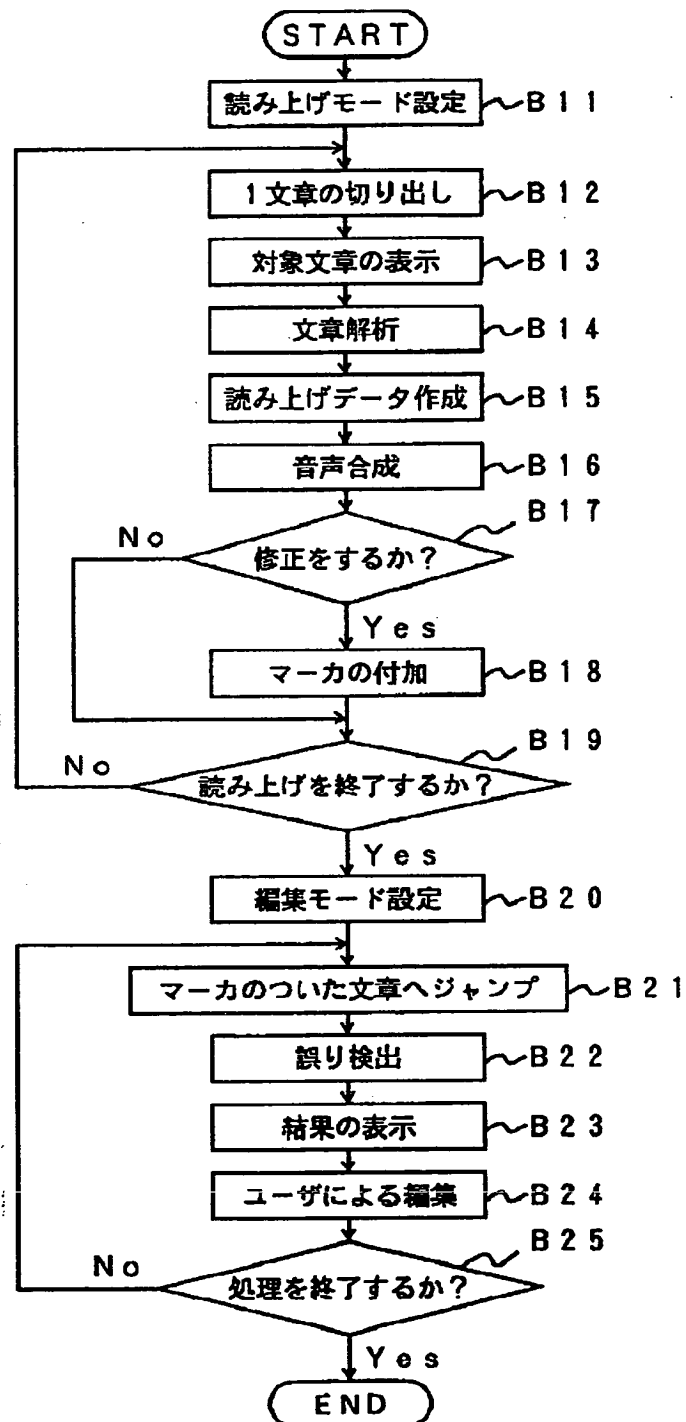 START
読み上げモード設定 B11
1文章の切り出し B12
対象文章の表示 B13
文章解析 B14
読み上げデータ作成 B15
音声合成 B16
B17
No
修正をするか?
Yes
マーカの付加 B18
B19
No
読み上げを終了するか?
Yes
編集モード設定 B20
マーカのついた文章へジャンプ B21
誤り検出 B22
結果の表示 B23
ユーザによる編集 B24
B25
No
処理を終了するか?
Yes
END